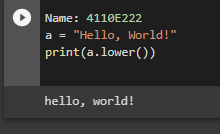 Name: 4110E222
a = "Hello, World!"
print(a.lower())
hello, world!